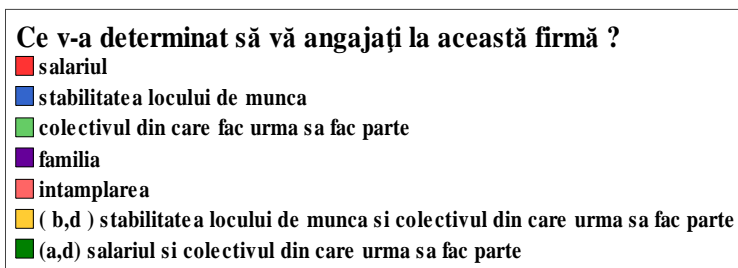 Ce v-a determinat să vă angajaţi la această firmă ?
salariul
stabilitatea locului de munca
colectivul din care fac urma sa fac parte
familia
intamplarea
( b,d ) stabilitatea locului de munca si colectivul din care urma sa fac parte
(a,d) salariul si colectivul din care urma sa fac parte